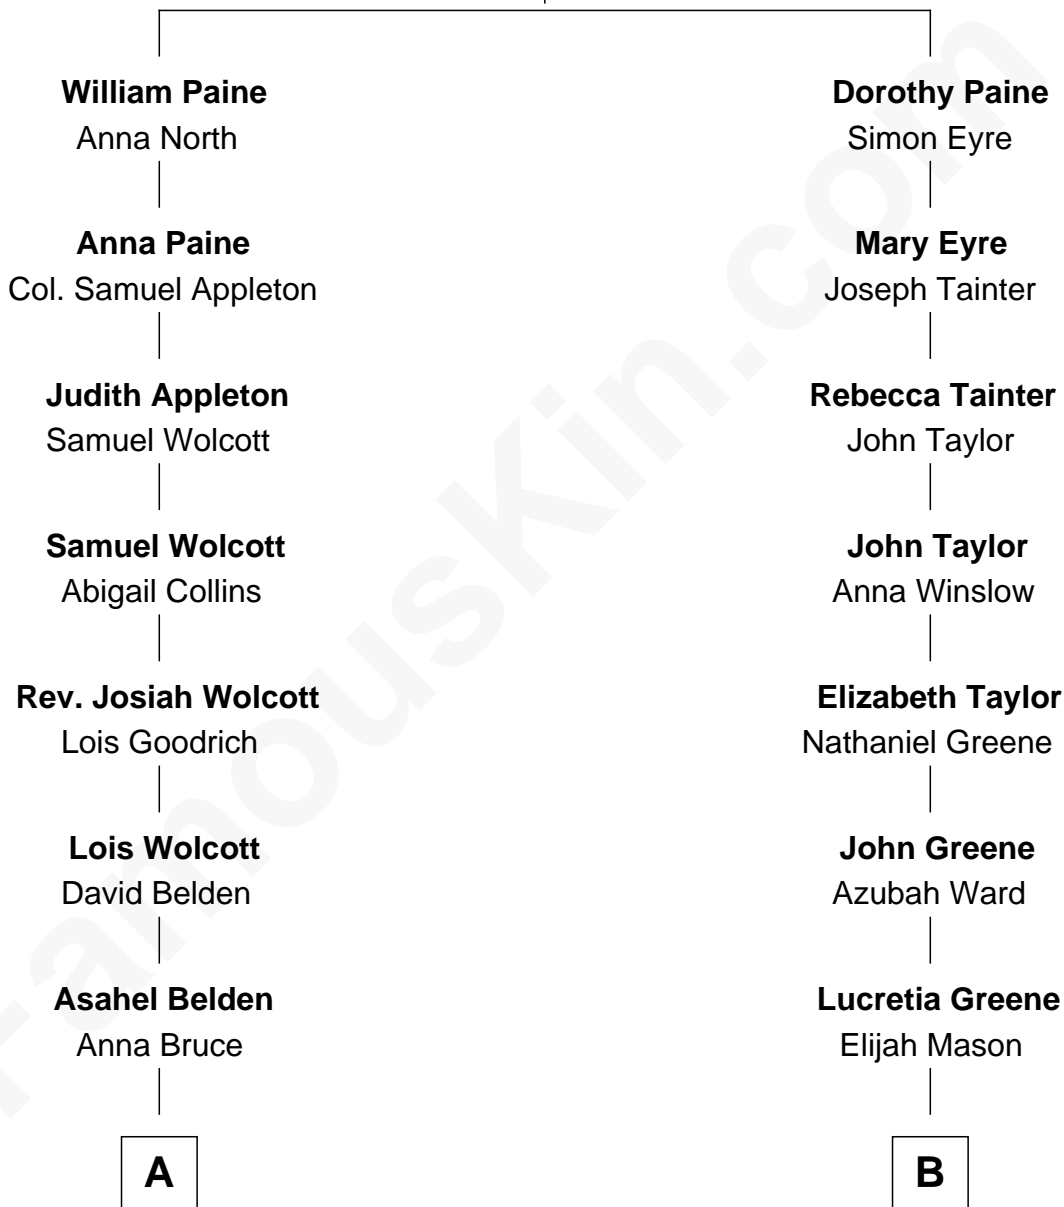 William Paine
Anna North
Anna Paine
Col. Samuel Appleton
Judith Appleton
Samuel Wolcott
Samuel Wolcott
Abigail Collins
Rev. Josiah Wolcott
Lois Goodrich
Lois Wolcott
David Belden
Asahel Belden
Anna Bruce
A
Dorothy Paine
Simon Eyre
Mary Eyre
Joseph Tainter
Rebecca Tainter
John Taylor
John Taylor
Anna Winslow
Elizabeth Taylor
Nathaniel Greene
John Greene
Azubah Ward
Lucretia Greene
Elijah Mason
B
FamousKin.com